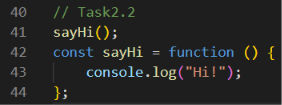 40 // Task2.2
41 sayHi();
42 const sayHi = function () {
43     console.log("Hi!");
44 };